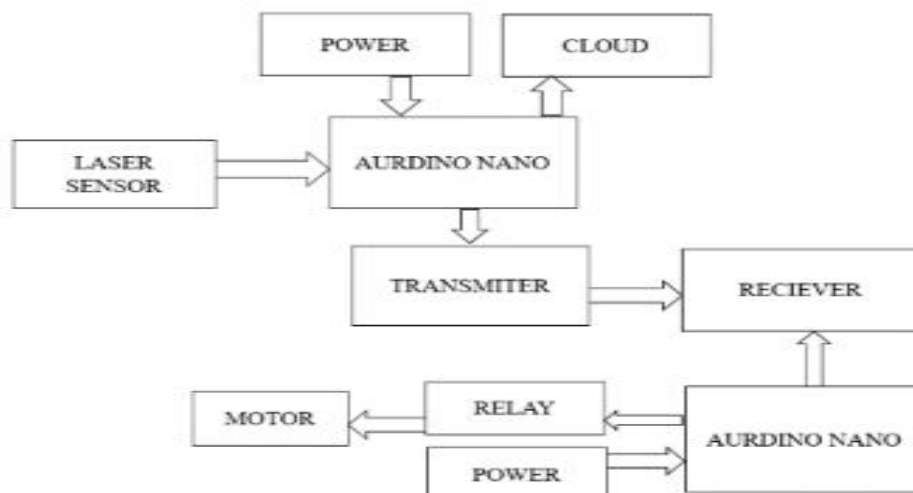 POWER
CLOUD
LASER
SENSOR
AURDINO NANO
TRANSMITER
RECIEVER
MOTOR
RELAY
AURDINO NANO
POWER